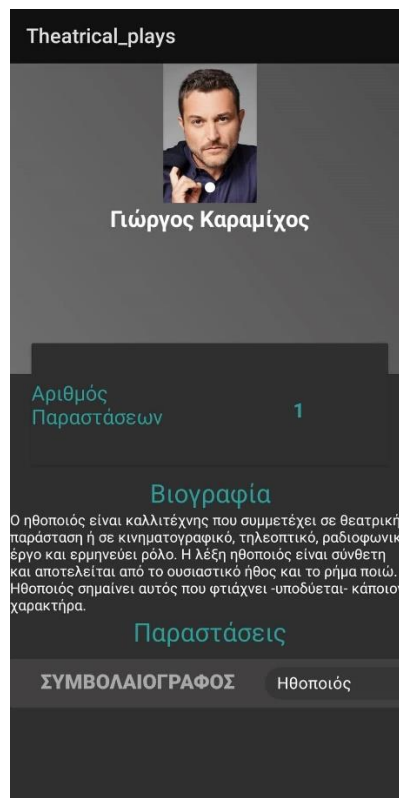 Theatrical_plays
Γιώργος Καραμίχος
Αριθμός
Παραστάσεων
1
Βιογραφία
Ο ηθοποιός είναι καλλιτέχνης που συμμετέχει σε θεατρική
παράσταση ή σε κινηματογραφικό, τηλεοπτικό, ραδιοφωνικ
έργο και ερμηνεύει ρόλο. Η λέξη ηθοποιός είναι σύνθετη
και αποτελείται από το ουσιαστικό ήθος και το ρήμα ποιώ.
Ηθοποιός σημαίνει αυτός που φτιάχνει -υποδύεται- κάποιον
χαρακτήρα.
Παραστάσεις
ΣΥΜΒΟΛΑΙΟΓΡΑΦΟΣ Ηθοποιός